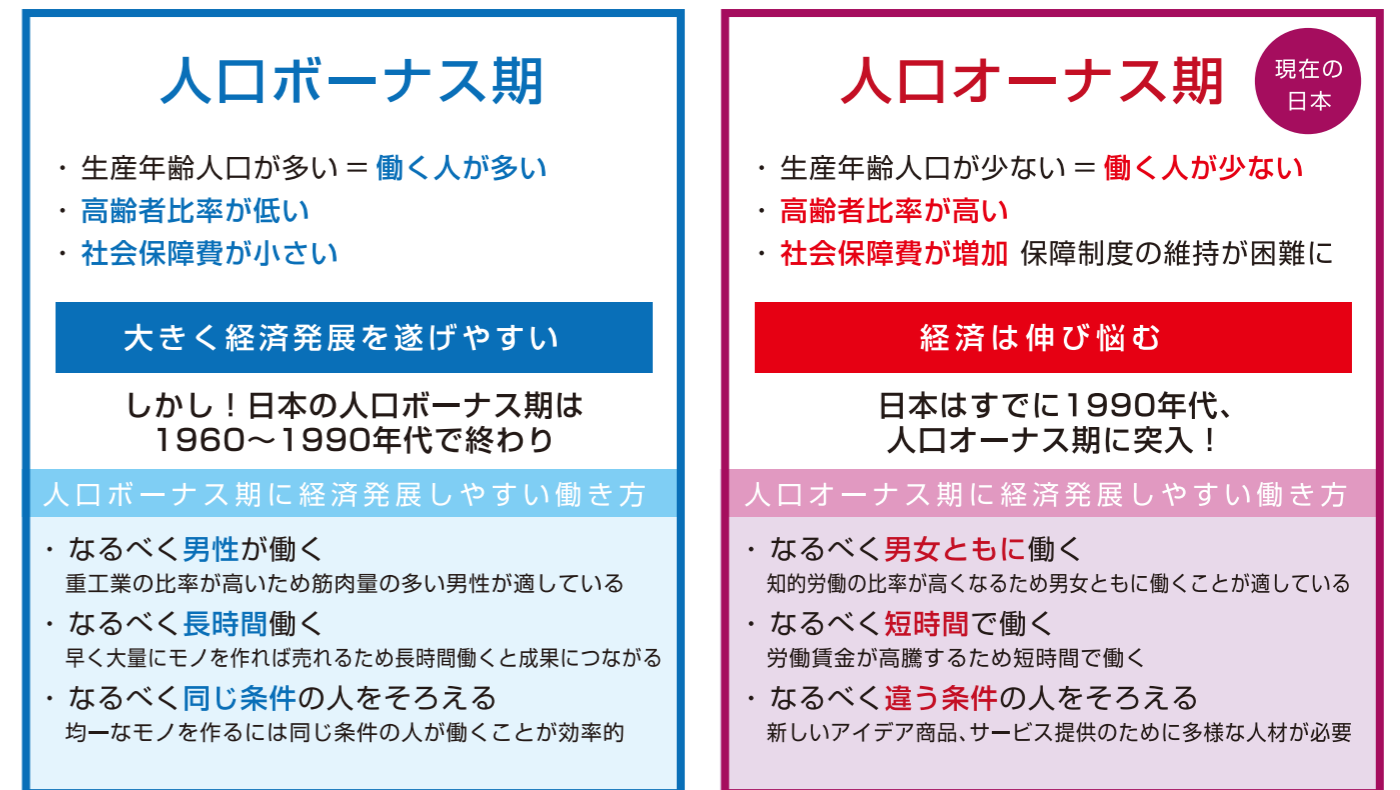 人口ボーナス期
・生産年齢人口が多い＝働く人が多い
・高齢者比率が低い
・社会保障費が小さい
大きく経済発展を遂げやすい
しかし！日本の人口ボーナス期は
1960〜1990年代で終わり
人口ボーナス期に経済発展しやすい働き方
・なるべく男性が働く
重工業の比率が高いため筋肉量の多い男性が適している
・なるべく長時間働く
早く大量にモノを作れば売れるため長時間働くと成果につながる
・なるべく同じ条件の人をそろえる
均一なモノを作るには同じ条件の人が働くことが効率的
人口オーナス期
現在の
日本
・生産年齢人口が少ない＝働く人が少ない
・高齢者比率が高い
・社会保障費が増加 保障制度の維持が困難に
経済は伸び悩む
日本はすでに1990年代、
人口オーナス期に突入！
人口オーナス期に経済発展しやすい働き方
・なるべく男女ともに働く
知的労働の比率が高くなるため男女ともに働くことが適している
・なるべく短時間で働く
労働賃金が高騰するため短時間で働く
・なるべく違う条件の人をそろえる
新しいアイデア商品、サービス提供のために多様な人材が必要